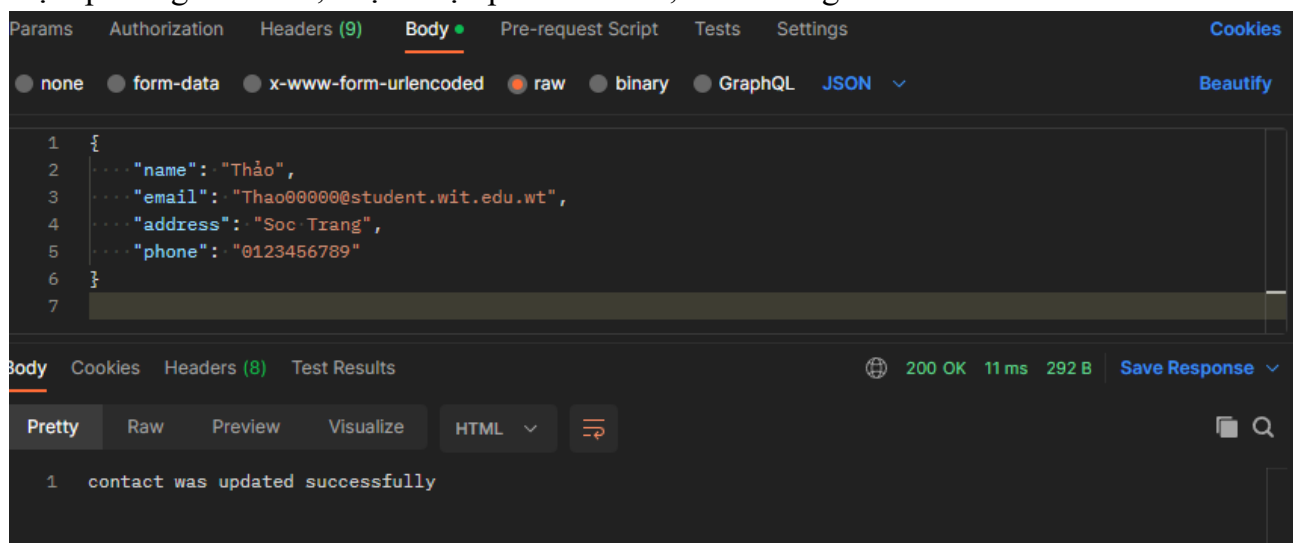 Params Authorization Headers (9) Body Pre-request Script Tests Settings Cookies
none form-data x-www-form-urlencoded raw binary GraphQL JSON Beautify
1 {
2 "name": "Thảo",
3 "email": "Thao00000@student.wit.edu.wt",
4 "address": "Soc Trang",
5 "phone": "0123456789"
6 }
7
Body Cookies Headers (8) Test Results 200 OK 11 ms 292 B Save Response
Pretty Raw Preview Visualize HTML
1 contact was updated successfully